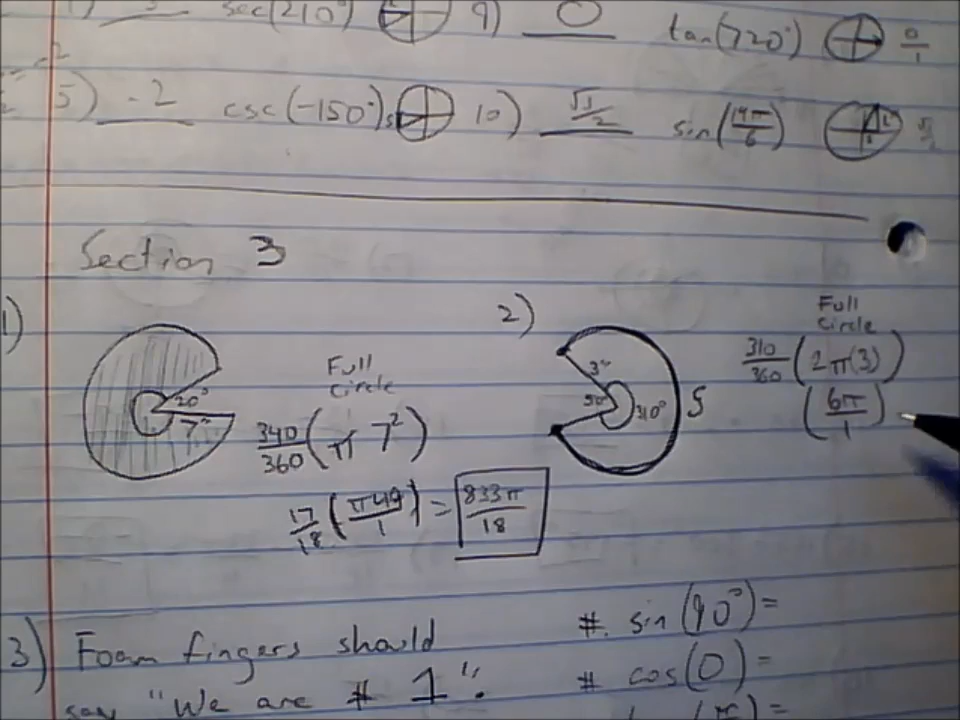 sec(210°) 9) 0 tan(720°) 0/1
5) -2 csc(-150°) 10) √3/2 sin(14π/6)
Section 3
1)
20°
7"
Full
circle
340/360 (π 7²)
17/18 (π49/1) = 833π/18
2)
3"
50°
310°
S
Full
circle
310/360 (2π(3))
(6π/1)
3) Foam fingers should
say "We are # 1".
#. sin(90°) =
# cos(0) =